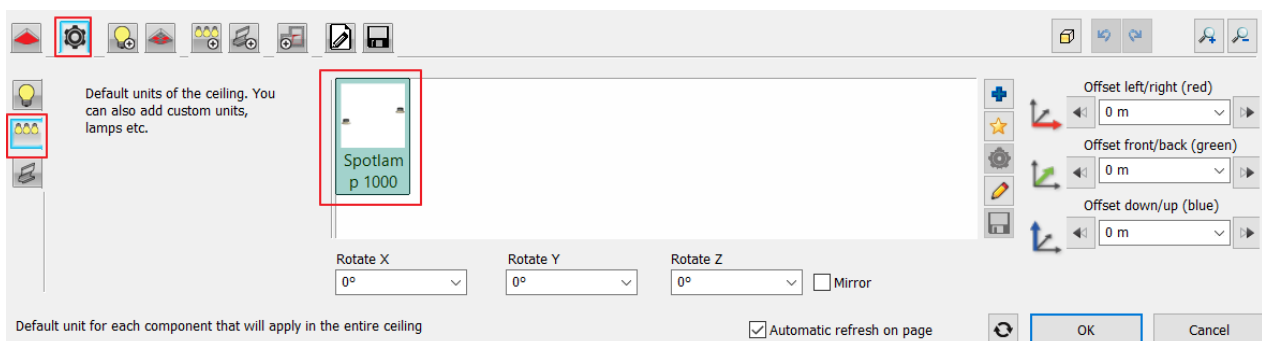 Default units of the ceiling. You
can also add custom units,
lamps etc.
Spotlam
p 1000
Offset left/right (red)
0 m
Offset front/back (green)
0 m
Offset down/up (blue)
0 m
Rotate X
Rotate Y
Rotate Z
0°
0°
0°
Mirror
Default unit for each component that will apply in the entire ceiling
Automatic refresh on page
OK
Cancel